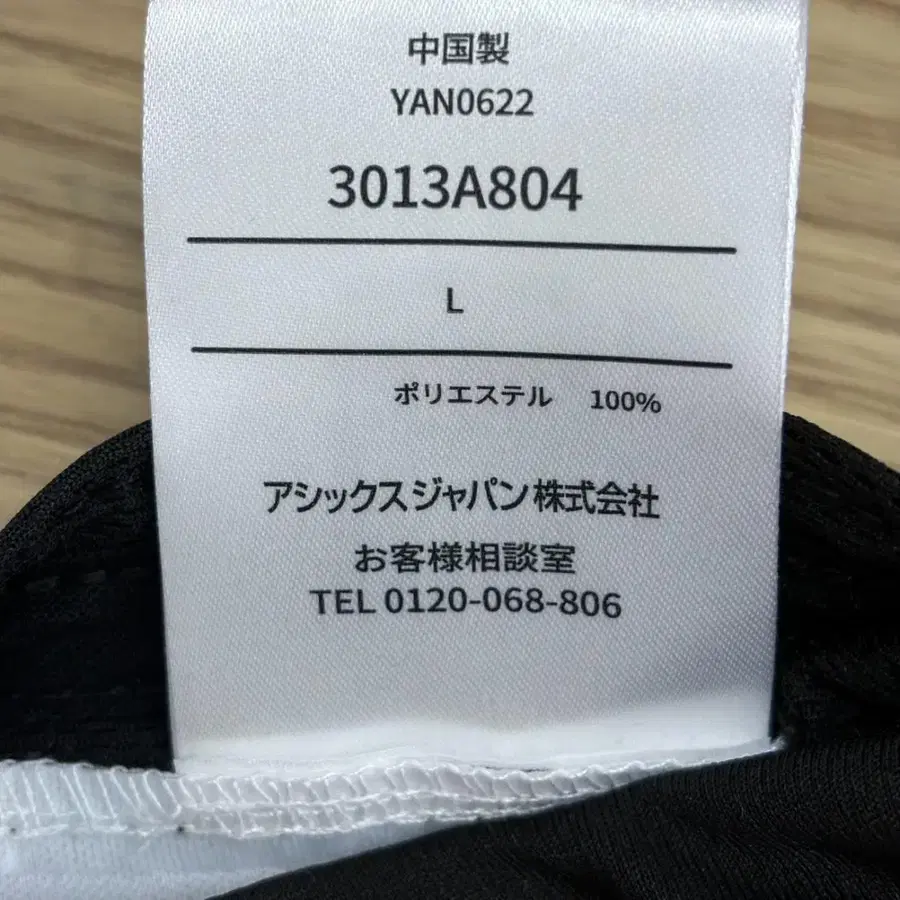 中国製
YAN0622
3013A804
L
ポリエステル 100%
アシックスジャパン株式会社
お客様相談室
TEL 0120-068-806